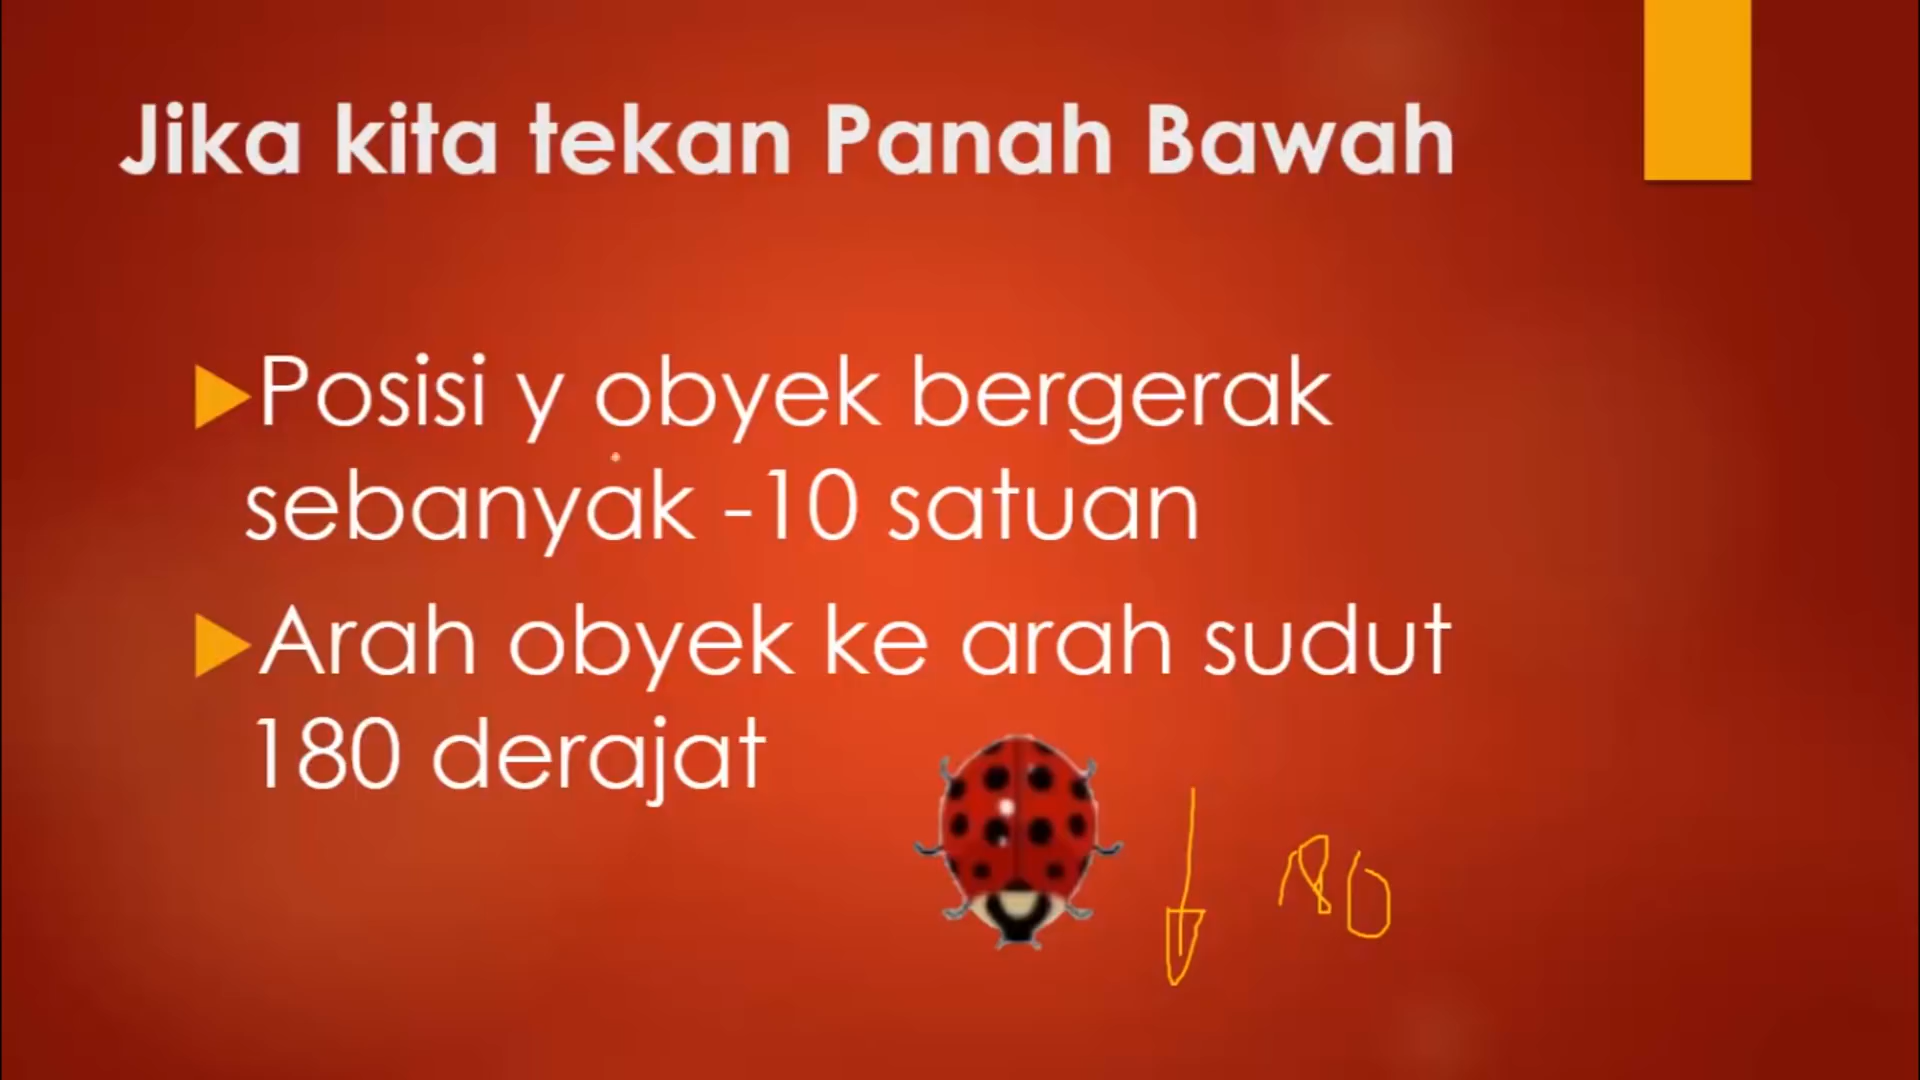 Jika kita tekan Panah Bawah
Posisi y obyek bergerak
sebanyak -10 satuan
Arah obyek ke arah sudut
180 derajat
180